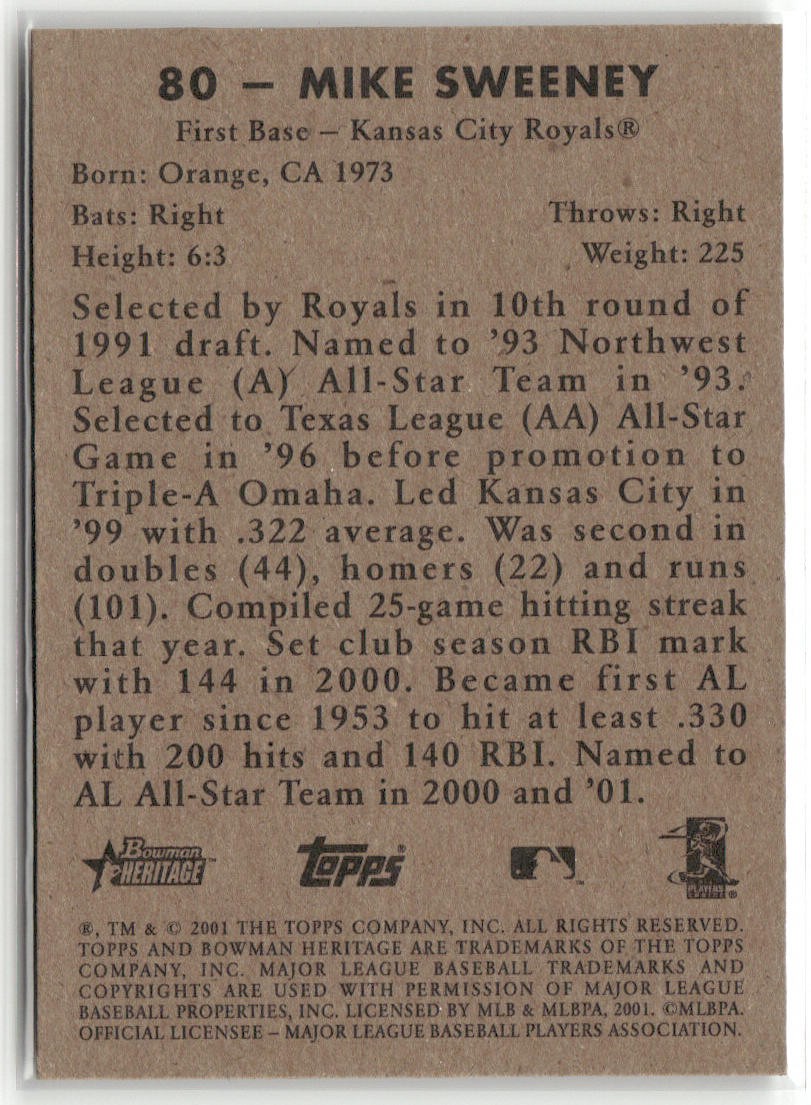 80 – MIKE SWEENEY
First Base – Kansas City Royals®
Born: Orange, CA 1973
Bats: Right Throws: Right
Height: 6:3 Weight: 225
Selected by Royals in 10th round of
1991 draft. Named to ’93 Northwest
League (A) All-Star Team in ’93.
Selected to Texas League (AA) All-Star
Game in ’96 before promotion to
Triple-A Omaha. Led Kansas City in
’99 with .322 average. Was second in
doubles (44), homers (22) and runs
(101). Compiled 25-game hitting streak
that year. Set club season RBI mark
with 144 in 2000. Became first AL
player since 1953 to hit at least .330
with 200 hits and 140 RBI. Named to
AL All-Star Team in 2000 and ’01.
Bowman HERITAGE™ Topps® PLAYERS CHOICE®
®, TM & © 2001 THE TOPPS COMPANY, INC. ALL RIGHTS RESERVED.
TOPPS AND BOWMAN HERITAGE ARE TRADEMARKS OF THE TOPPS
COMPANY, INC. MAJOR LEAGUE BASEBALL TRADEMARKS AND
COPYRIGHTS ARE USED WITH PERMISSION OF MAJOR LEAGUE
BASEBALL PROPERTIES, INC. LICENSED BY MLB & MLBPA, 2001. ©MLBPA.
OFFICIAL LICENSEE – MAJOR LEAGUE BASEBALL PLAYERS ASSOCIATION.